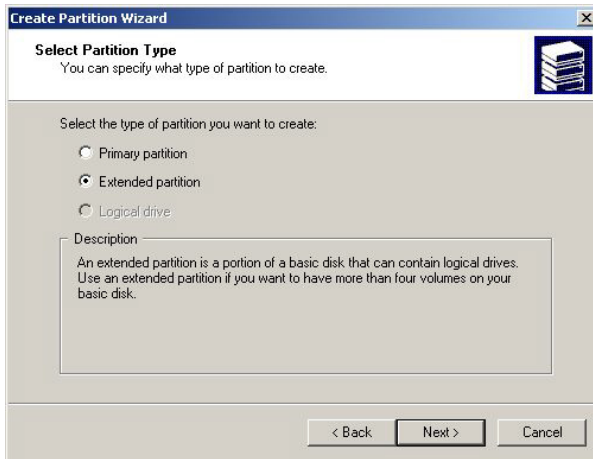 Create Partition Wizard
Select Partition Type
You can specify what type of partition to create.
Select the type of partition you want to create:
Primary partition
Extended partition
Logical drive
Description
An extended partition is a portion of a basic disk that can contain logical drives.
Use an extended partition if you want to have more than four volumes on your
basic disk.
< Back
Next >
Cancel